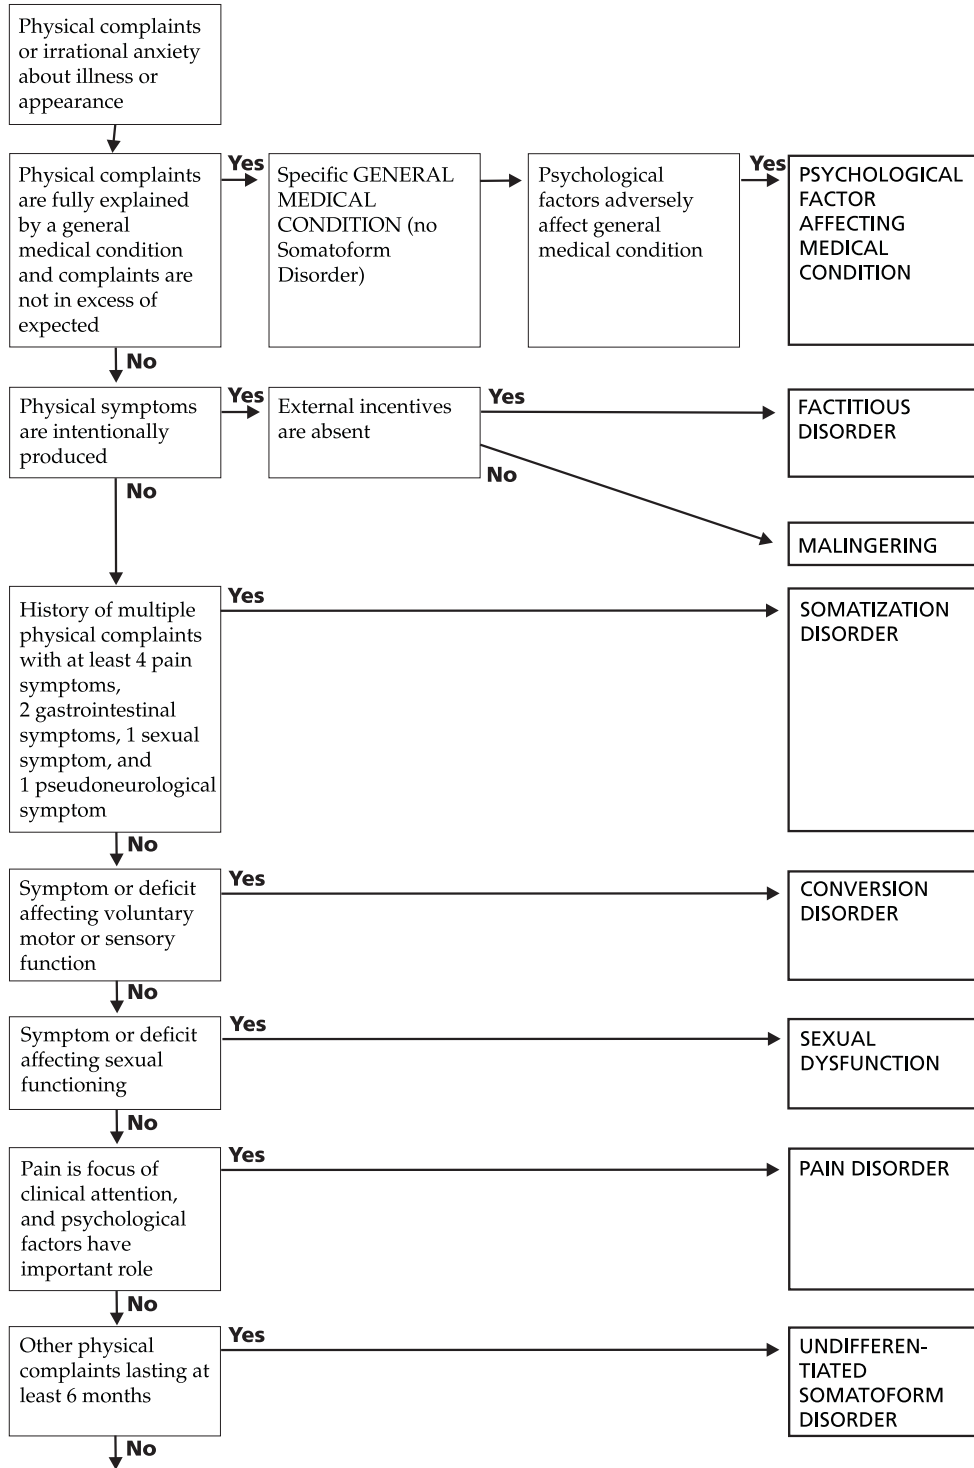 Physical complaints
or irrational anxiety
about illness or
appearance
Physical complaints
are fully explained
by a general
medical condition
and complaints are
not in excess of
expected
Yes
Specific GENERAL
MEDICAL
CONDITION (no
Somatoform
Disorder)
Psychological
factors adversely
affect general
medical condition
Yes
PSYCHOLOGICAL
FACTOR
AFFECTING
MEDICAL
CONDITION
No
Physical symptoms
are intentionally
produced
Yes
External incentives
are absent
Yes
FACTITIOUS
DISORDER
No
MALINGERING
No
History of multiple
physical complaints
with at least 4 pain
symptoms,
2 gastrointestinal
symptoms, 1 sexual
symptom, and
1 pseudoneurological
symptom
Yes
SOMATIZATION
DISORDER
No
Symptom or deficit
affecting voluntary
motor or sensory
function
Yes
CONVERSION
DISORDER
No
Symptom or deficit
affecting sexual
functioning
Yes
SEXUAL
DYSFUNCTION
No
Pain is focus of
clinical attention,
and psychological
factors have
important role
Yes
PAIN DISORDER
No
Other physical
complaints lasting at
least 6 months
Yes
UNDIFFEREN-
TIATED
SOMATOFORM
DISORDER
No